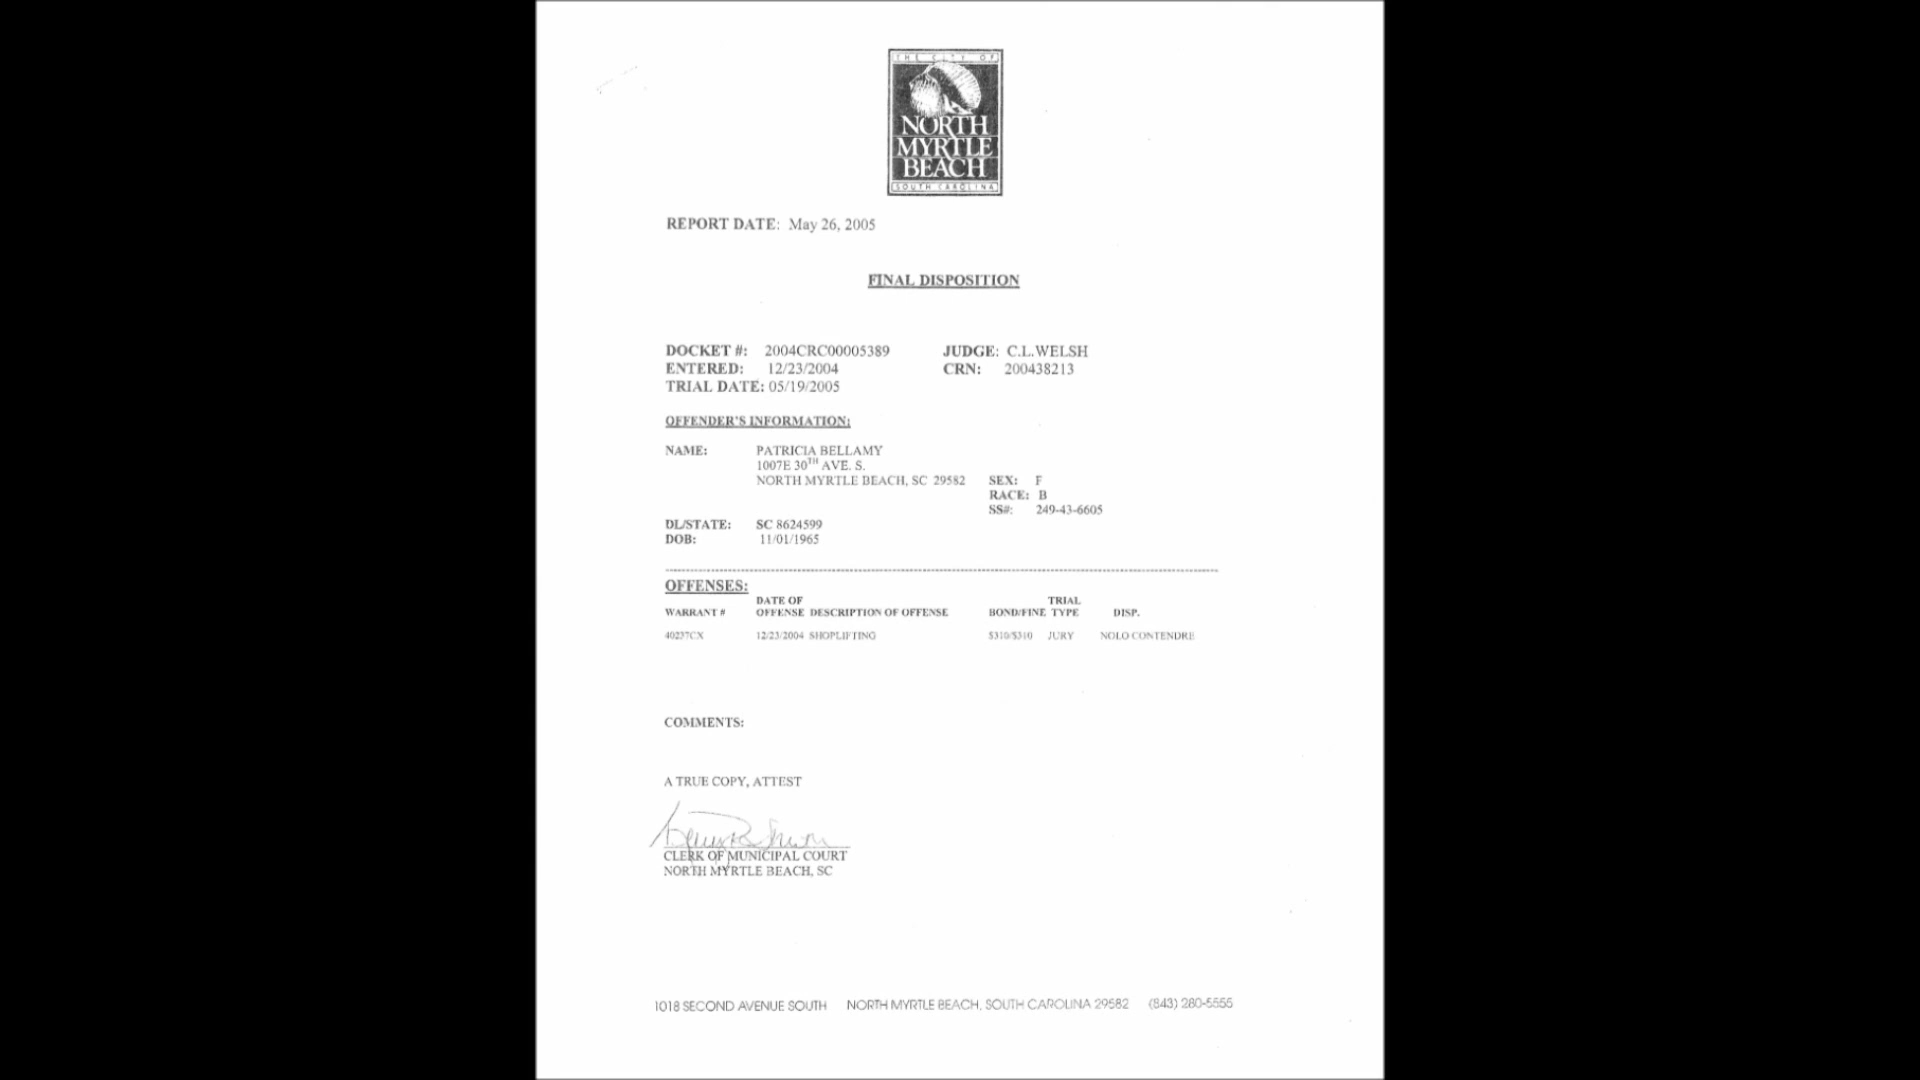 THE CITY OF
NORTH
MYRTLE
BEACH
SOUTH CAROLINA
REPORT DATE: May 26, 2005
FINAL DISPOSITION
DOCKET #: 2004CRC00005389 JUDGE: C.L.WELSH
ENTERED: 12/23/2004 CRN: 200438213
TRIAL DATE: 05/19/2005
OFFENDER'S INFORMATION:
NAME: PATRICIA BELLAMY
1007E 30TH AVE. S.
NORTH MYRTLE BEACH, SC 29582 SEX: F
RACE: B
SS#: 249-43-6605
DL/STATE: SC 8624599
DOB: 11/01/1965
OFFENSES:
DATE OF TRIAL
WARRANT # OFFENSE DESCRIPTION OF OFFENSE BOND/FINE TYPE DISP.
40237CX 12/23/2004 SHOPLIFTING $310/$310 JURY NOLO CONTENDRE
COMMENTS:
A TRUE COPY, ATTEST
CLERK OF MUNICIPAL COURT
NORTH MYRTLE BEACH, SC
1018 SECOND AVENUE SOUTH NORTH MYRTLE BEACH, SOUTH CAROLINA 29582 (843) 280-5555